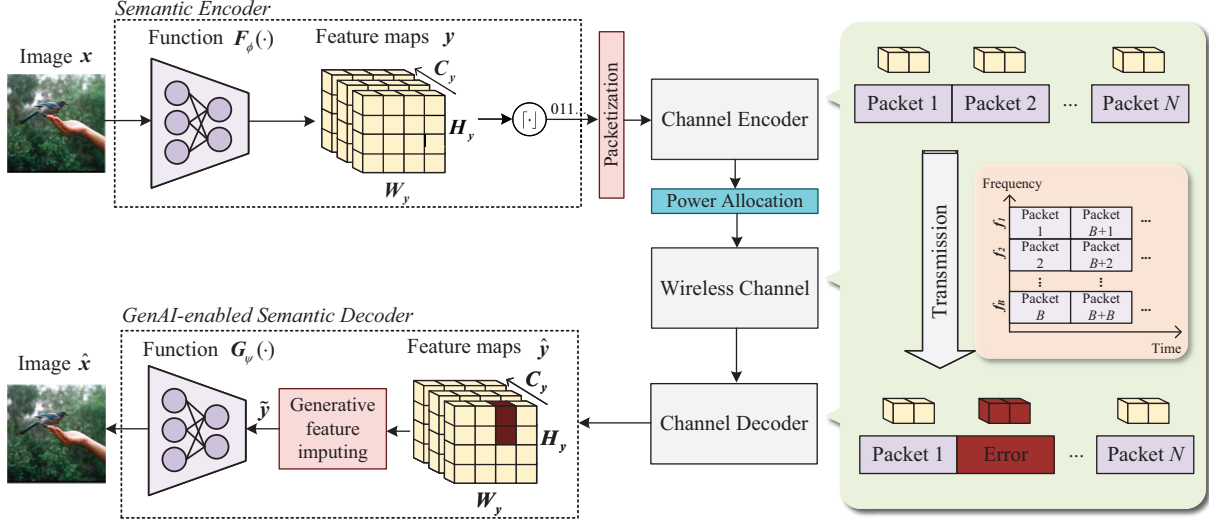 Semantic Encoder
Image x
Function F_ϕ(·)
Feature maps y
C_y
H_y
W_y
⌈·⌋
011...
Packetization
Channel Encoder
Power Allocation
Wireless Channel
Channel Decoder
Packet 1
Packet 2
...
Packet N
Transmission
Frequency
f_1
Packet 1
Packet B+1
...
f_2
Packet 2
Packet B+2
...
⋮
⋮
f_B
Packet B
Packet B+B
...
Time
Packet 1
Error
...
Packet N
GenAI-enabled Semantic Decoder
Image x̂
Function G_ψ(·)
Feature maps ŷ
C_y
H_y
W_y
ỹ
Generative
feature
imputing